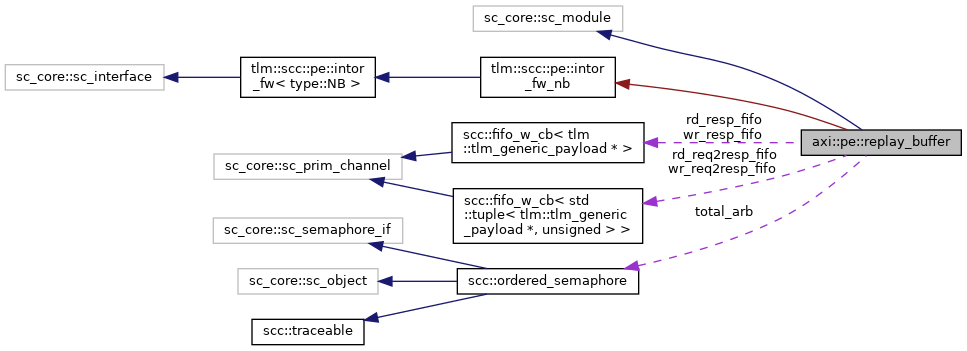 sc_core::sc_module
sc_core::sc_interface
tlm::scc::pe::intor
_fw< type::NB >
tlm::scc::pe::intor
_fw_nb
axi::pe::replay_buffer
rd_resp_fifo
wr_resp_fifo
scc::fifo_w_cb< tlm
::tlm_generic_payload * >
sc_core::sc_prim_channel
rd_req2resp_fifo
wr_req2resp_fifo
scc::fifo_w_cb< std
::tuple< tlm::tlm_generic
_payload *, unsigned > >
total_arb
sc_core::sc_semaphore_if
sc_core::sc_object
scc::ordered_semaphore
scc::traceable